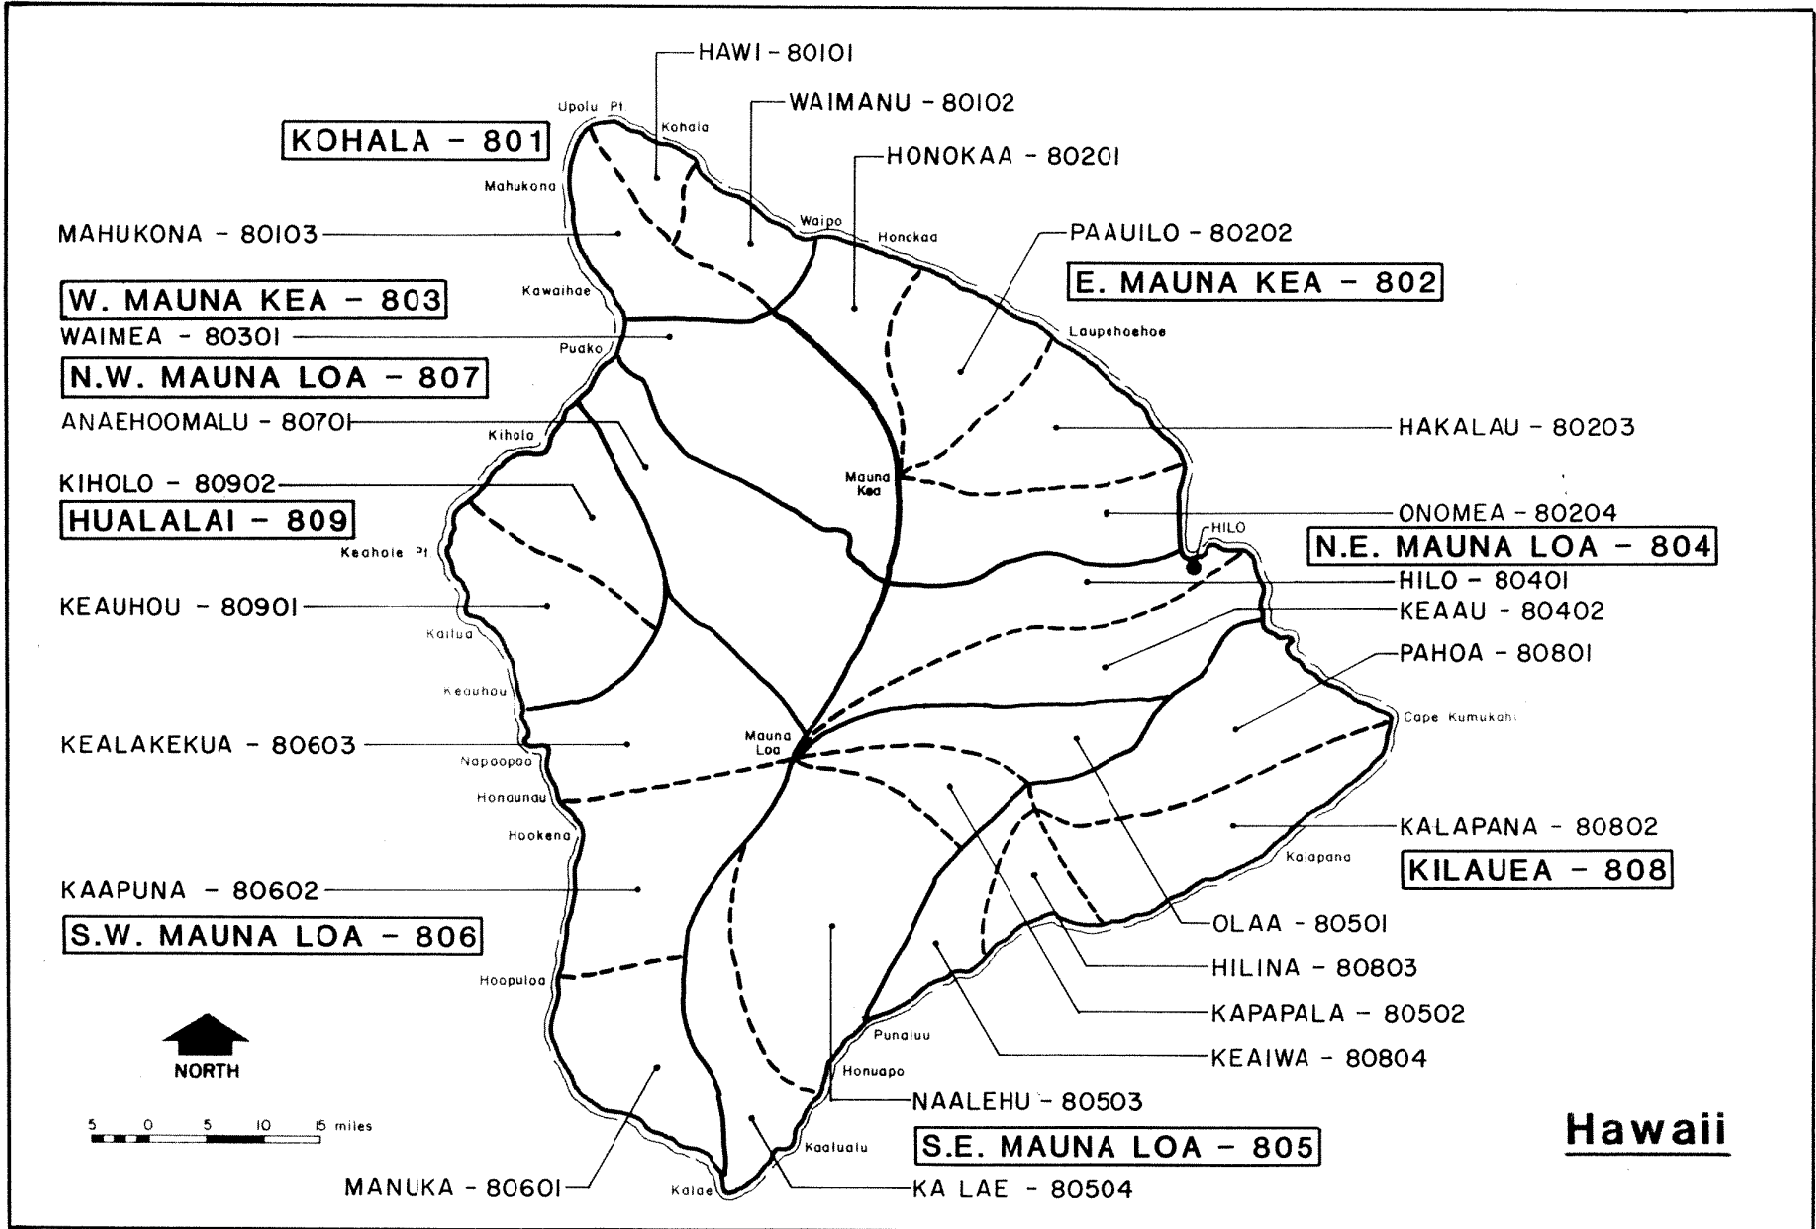 HAWI - 80101
WAIMANU - 80102
Upolu Pt.
Kohala
KOHALA - 801
HONOKAA - 80201
Mahukona
Waipo
MAHUKONA - 80103
PAAUILO - 80202
Honokaa
W. MAUNA KEA - 803
Kawaihae
E. MAUNA KEA - 802
WAIMEA - 80301
Puako
Laupehoehoe
N.W. MAUNA LOA - 807
ANAEHOOMALU - 80701
Kiholo
HAKALAU - 80203
KIHOLO - 80902
Mauna
Kea
HUALALAI - 809
ONOMEA - 80204
HILO
Keahole Pt.
N.E. MAUNA LOA - 804
HILO - 80401
KEAUHOU - 80901
KEAAU - 80402
Kailua
PAHOA - 80801
Keauhou
Cape Kumukahi
KEALAKEKUA - 80603
Mauna
Loa
Napoopoo
Honaunau
Hookena
KALAPANA - 80802
Kalapana
KILAUEA - 808
KAAPUNA - 80602
S.W. MAUNA LOA - 806
OLAA - 80501
HILINA - 80803
Hoopuloa
KAPAPALA - 80502
Punaluu
KEAIWA - 80804
NORTH
Honuapo
NAALEHU - 80503
5 0 5 10 15 miles
S.E. MAUNA LOA - 805
Hawaii
Kaalualu
MANUKA - 80601
Kalae
KA LAE - 80504